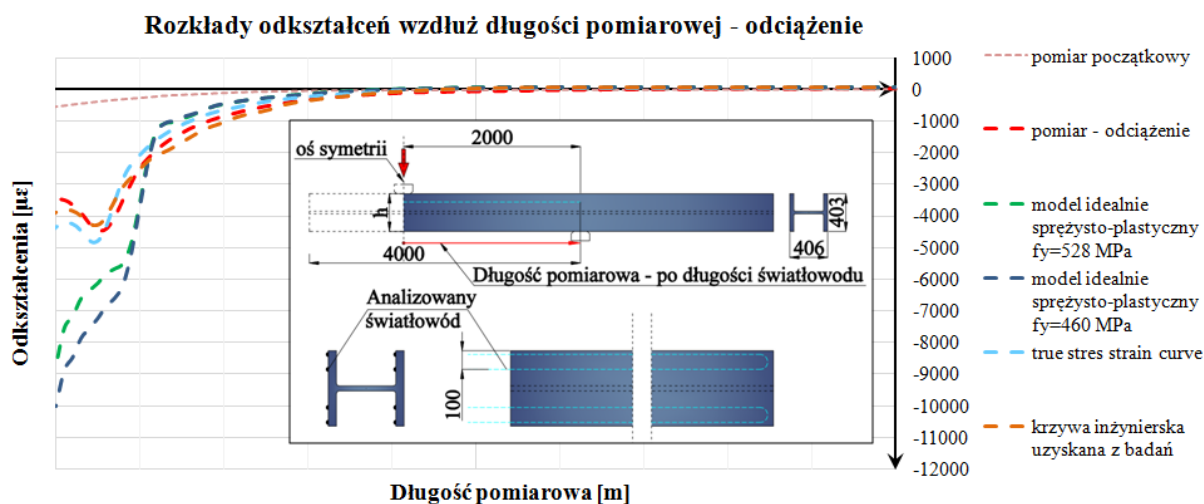 Rozkłady odkształceń wzdłuż długości pomiarowej - odciążenie
Odkształcenia [µε]
1000
0
-1000
-2000
-3000
-4000
-5000
-6000
-7000
-8000
-9000
-10000
-11000
-12000
Długość pomiarowa [m]
oś symetrii
2000
h
403
406
4000
Długość pomiarowa - po długości światłowodu
Analizowany
światłowód
100
pomiar początkowy
pomiar - odciążenie
model idealnie
sprężysto-plastyczny
fy=528 MPa
model idealnie
sprężysto-plastyczny
fy=460 MPa
true stres strain curve
krzywa inżynierska
uzyskana z badań